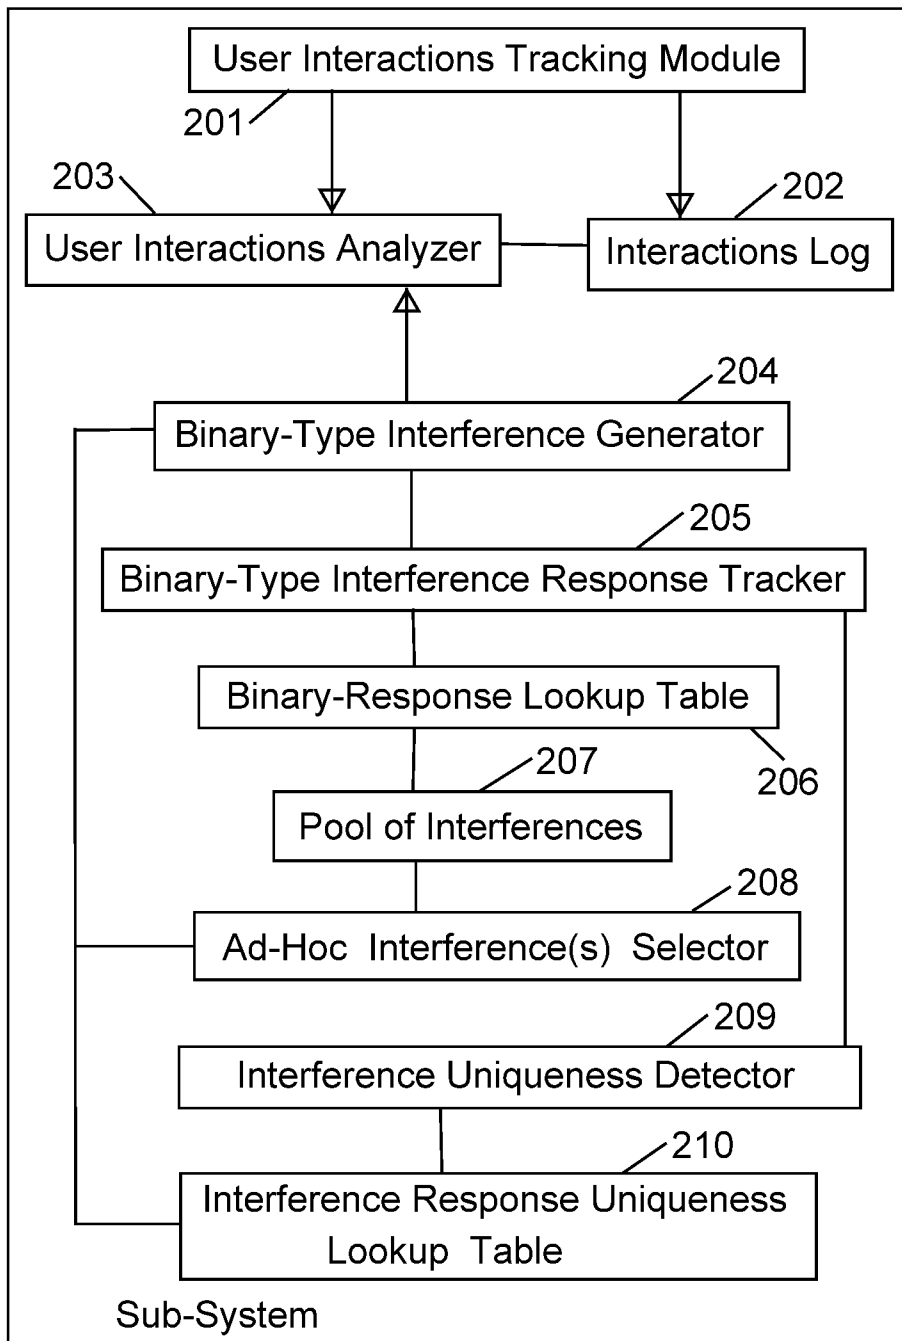 User Interactions Tracking Module
201
203
202
User Interactions Analyzer
Interactions Log
204
Binary-Type Interference Generator
205
Binary-Type Interference Response Tracker
Binary-Response Lookup Table
206
207
Pool of Interferences
208
Ad-Hoc Interference(s) Selector
209
Interference Uniqueness Detector
210
Interference Response Uniqueness
Lookup Table
Sub-System